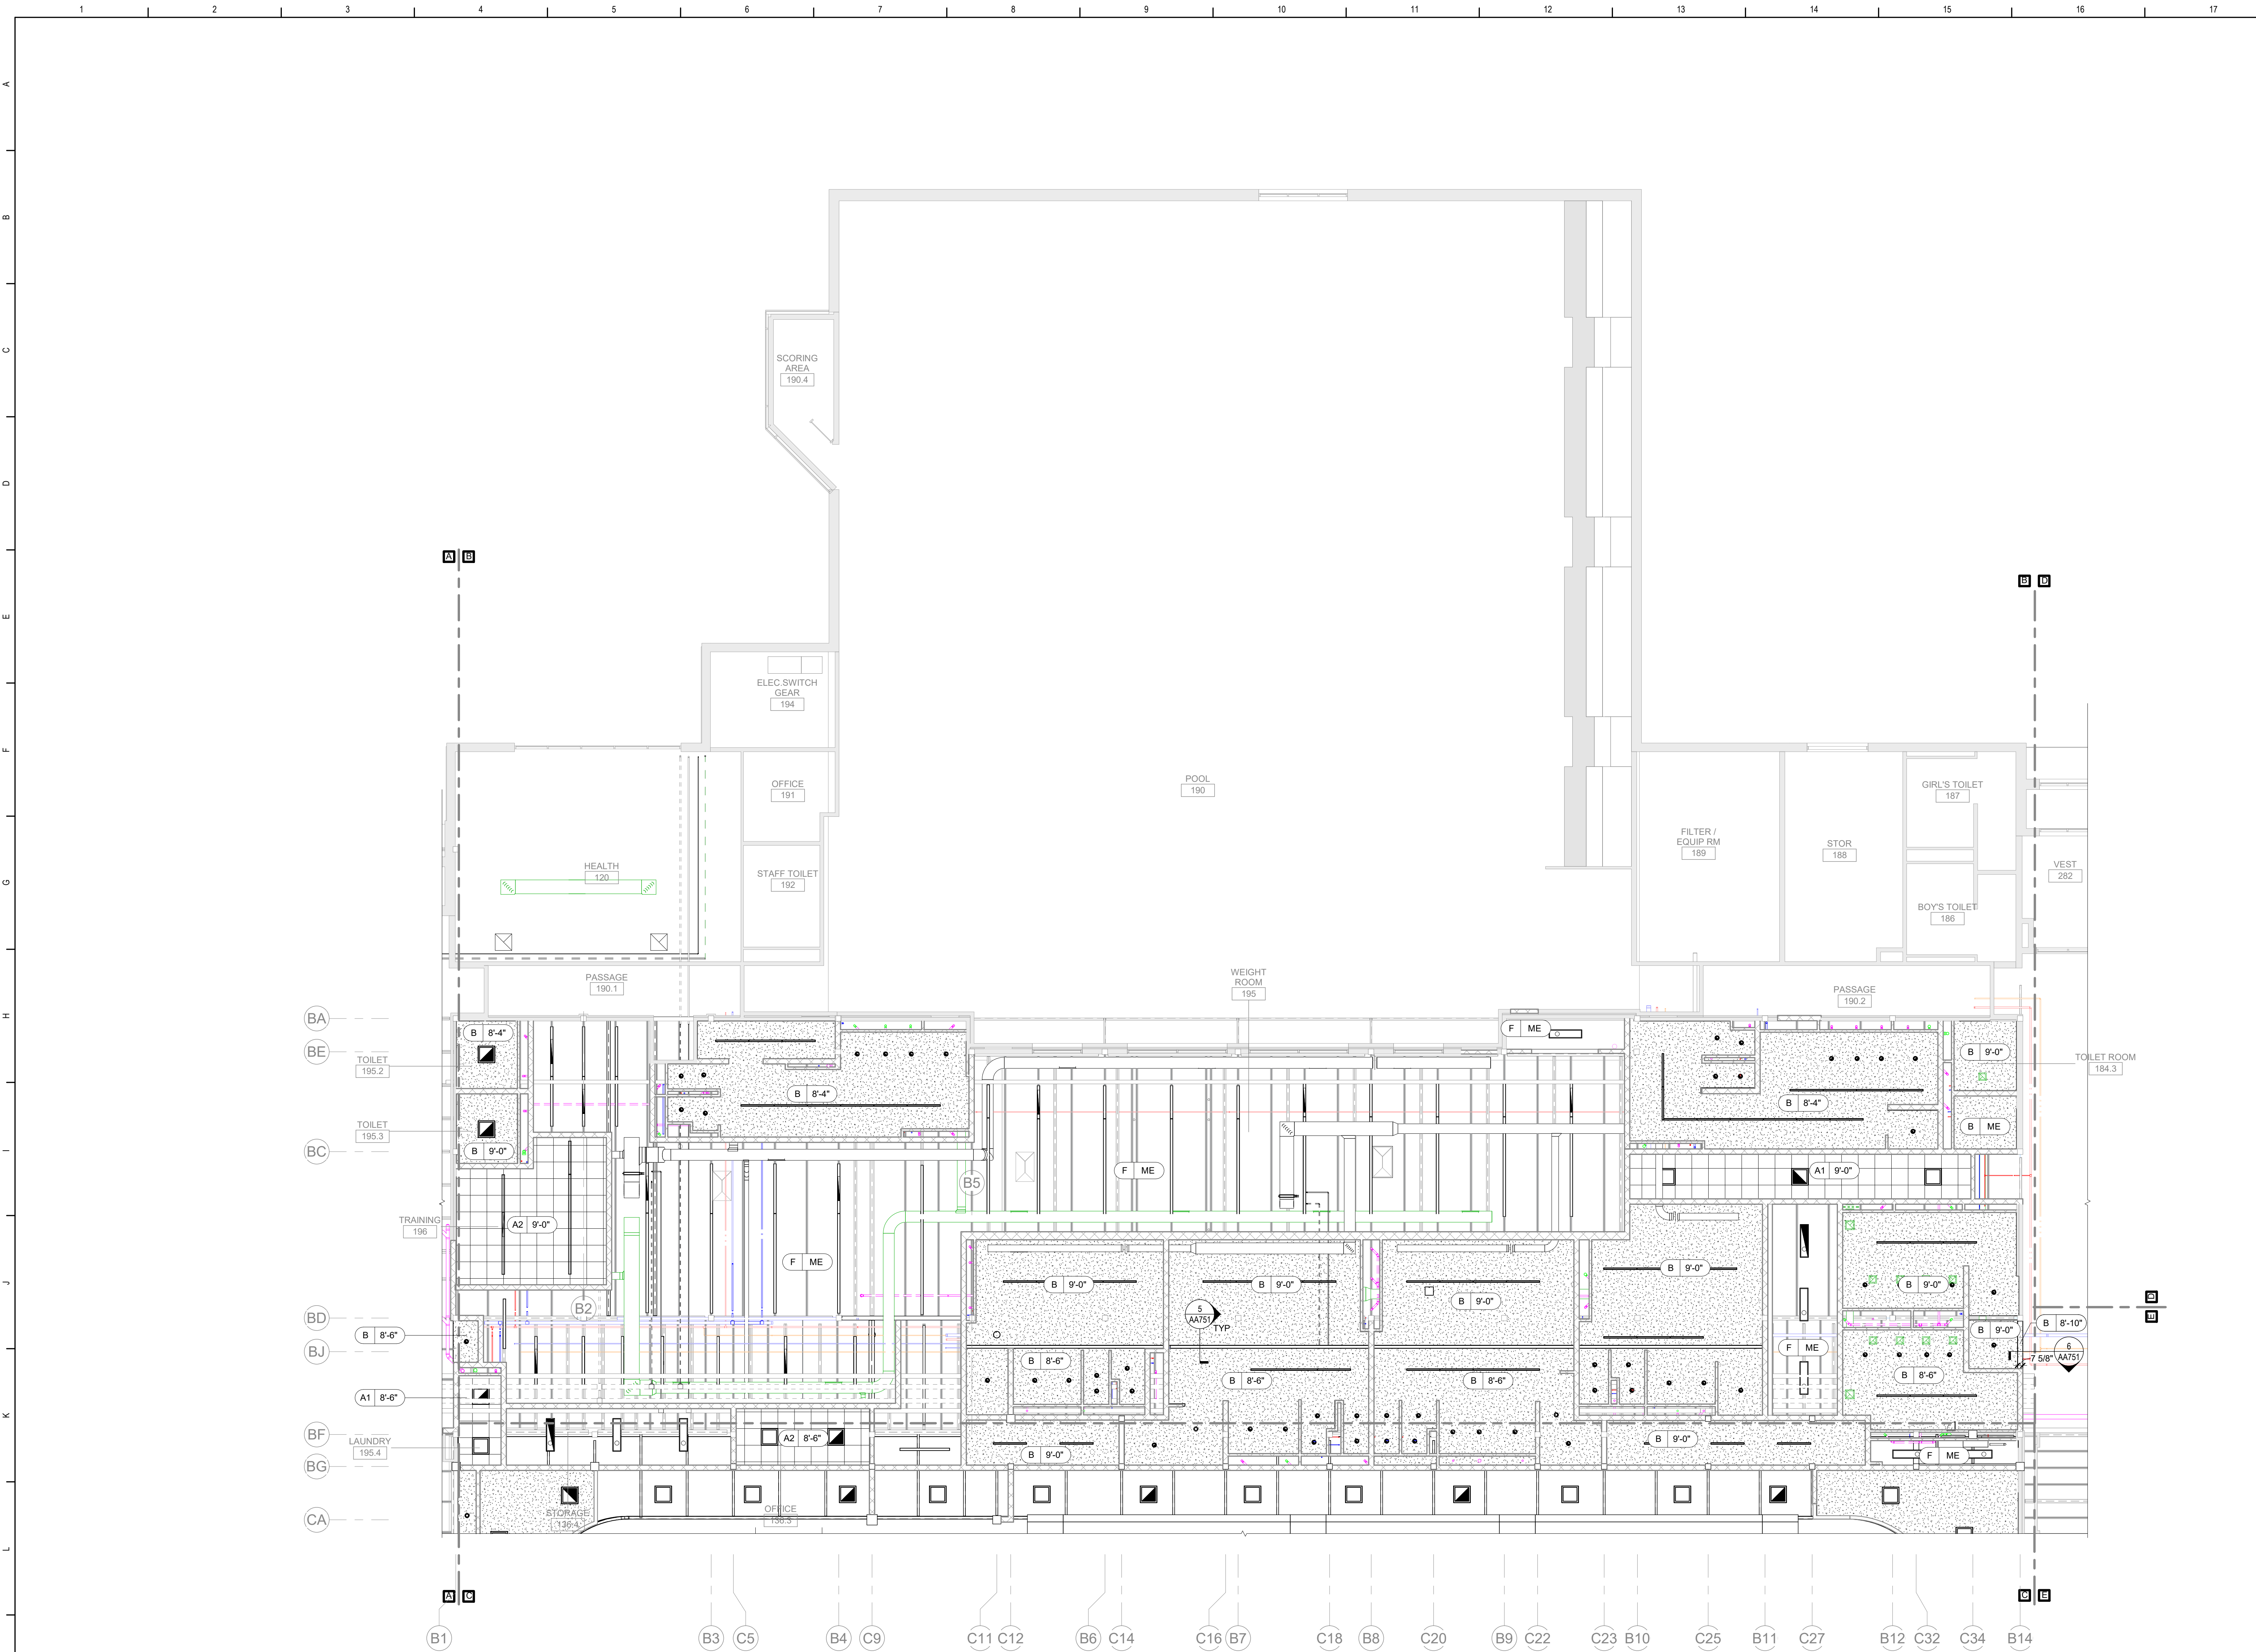 1 2 3 4 5 6 7 8 9 10 11 12 13 14 15 16 17
A
B
C
D
E
F
G
H
I
J
K
L
SCORING
AREA
190.4
A B
B D
ELEC.SWITCH
GEAR
194
OFFICE
191
POOL
190
GIRL'S TOILET
187
FILTER /
EQUIP RM
189
STOR
188
HEALTH
120
STAFF TOILET
192
VEST
282
BOY'S TOILET
186
PASSAGE
190.1
WEIGHT
ROOM
195
PASSAGE
190.2
BA
B 8'-4"
F ME
BE
TOILET
195.2
B 9'-0"
TOILET ROOM
184.3
B 8'-4"
B 8'-4"
TOILET
195.3
B ME
BC
B 9'-0"
F ME
A1 9'-0"
B5
TRAINING
196
A2 9'-0"
F ME
B 9'-0"
B 9'-0"
B 9'-0"
B 9'-0"
B 9'-0"
D
E
B2
5
AA751
TYP
BD
B 8'-6"
B 9'-0"
B 8'-10"
BJ
F ME
7 5/8"
6
AA751
B 8'-6"
B 8'-6"
B 8'-6"
B 8'-6"
A1 8'-6"
BF
LAUNDRY
195.4
A2 8'-6"
B 9'-0"
B 9'-0"
F ME
BG
CA
STORAGE
136.4
OFFICE
136.3
A C
C E
B1 B3 C5 B4 C9 C11 C12 B6 C14 C16 B7 C18 B8 C20 B9 C22 C23 B10 C25 B11 C27 B12 C32 C34 B14